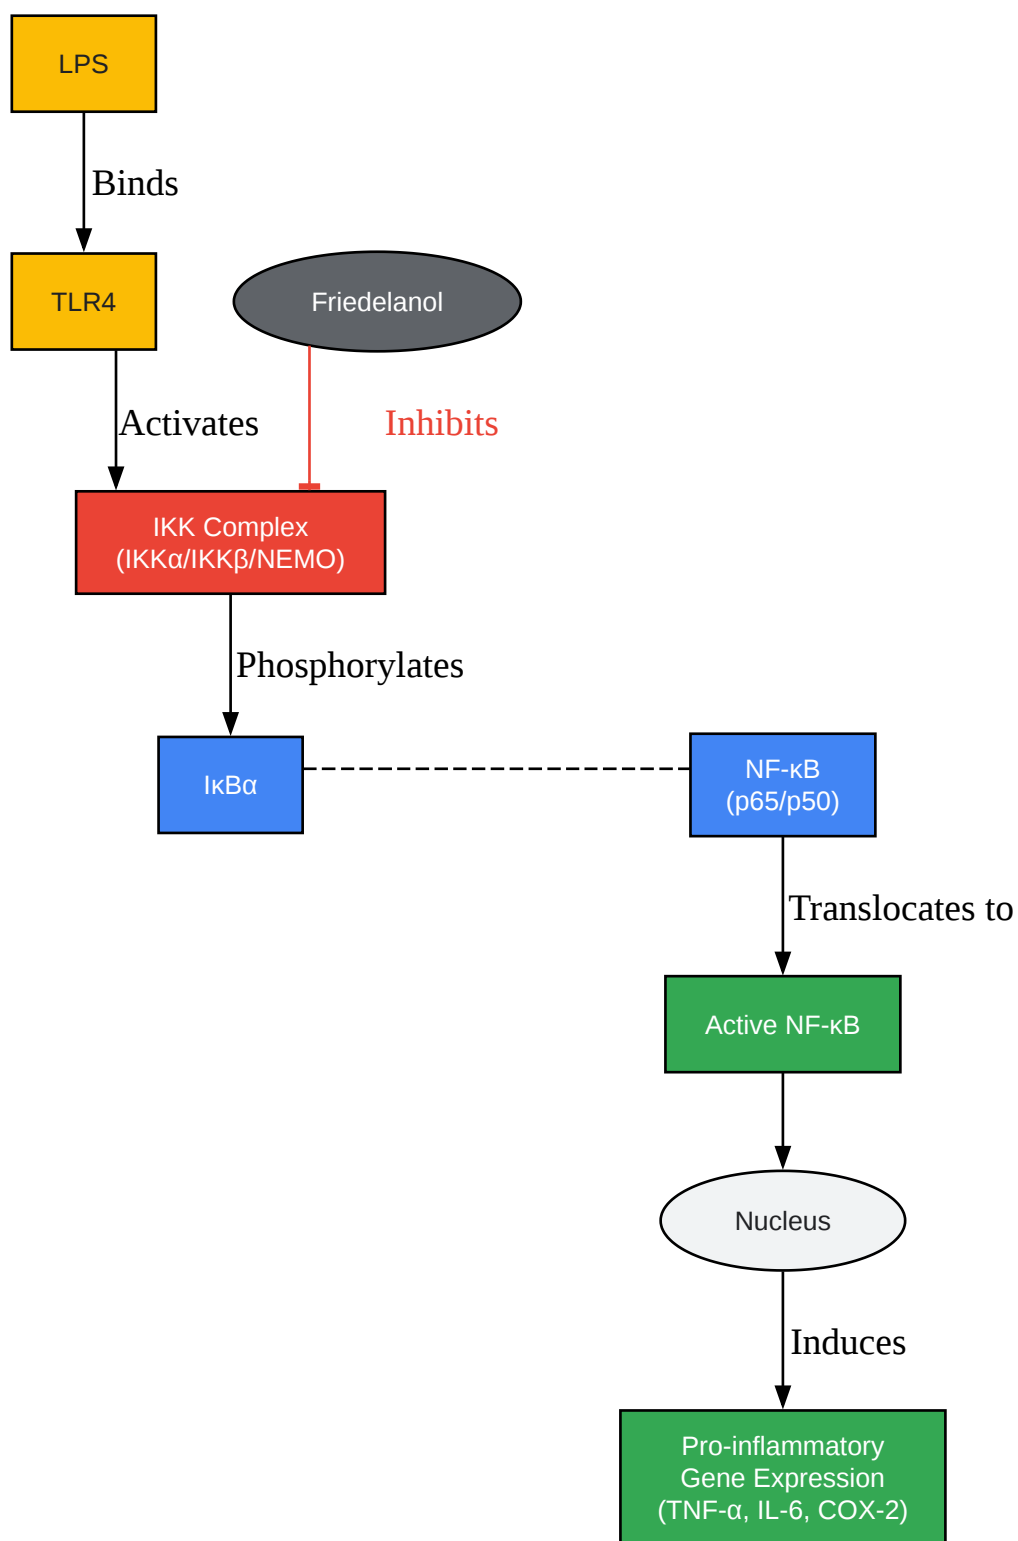 LPS
Binds
TLR4
Friedelanol
Activates
Inhibits
IKK Complex
(IKKα/IKKβ/NEMO)
Phosphorylates
IκBα
NF-κB
(p65/p50)
Translocates to
Active NF-κB
Nucleus
Induces
Pro-inflammatory
Gene Expression
(TNF-α, IL-6, COX-2)